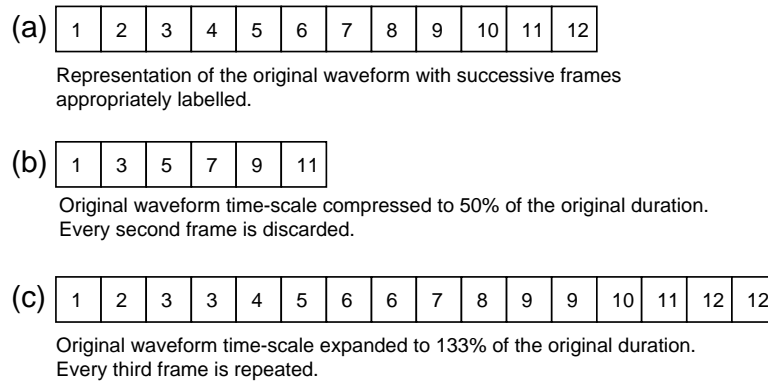 (a) 1 2 3 4 5 6 7 8 9 10 11 12
Representation of the original waveform with successive frames
appropriately labelled.
(b) 1 3 5 7 9 11
Original waveform time-scale compressed to 50% of the original duration.
Every second frame is discarded.
(c) 1 2 3 3 4 5 6 6 7 8 9 9 10 11 12 12
Original waveform time-scale expanded to 133% of the original duration.
Every third frame is repeated.